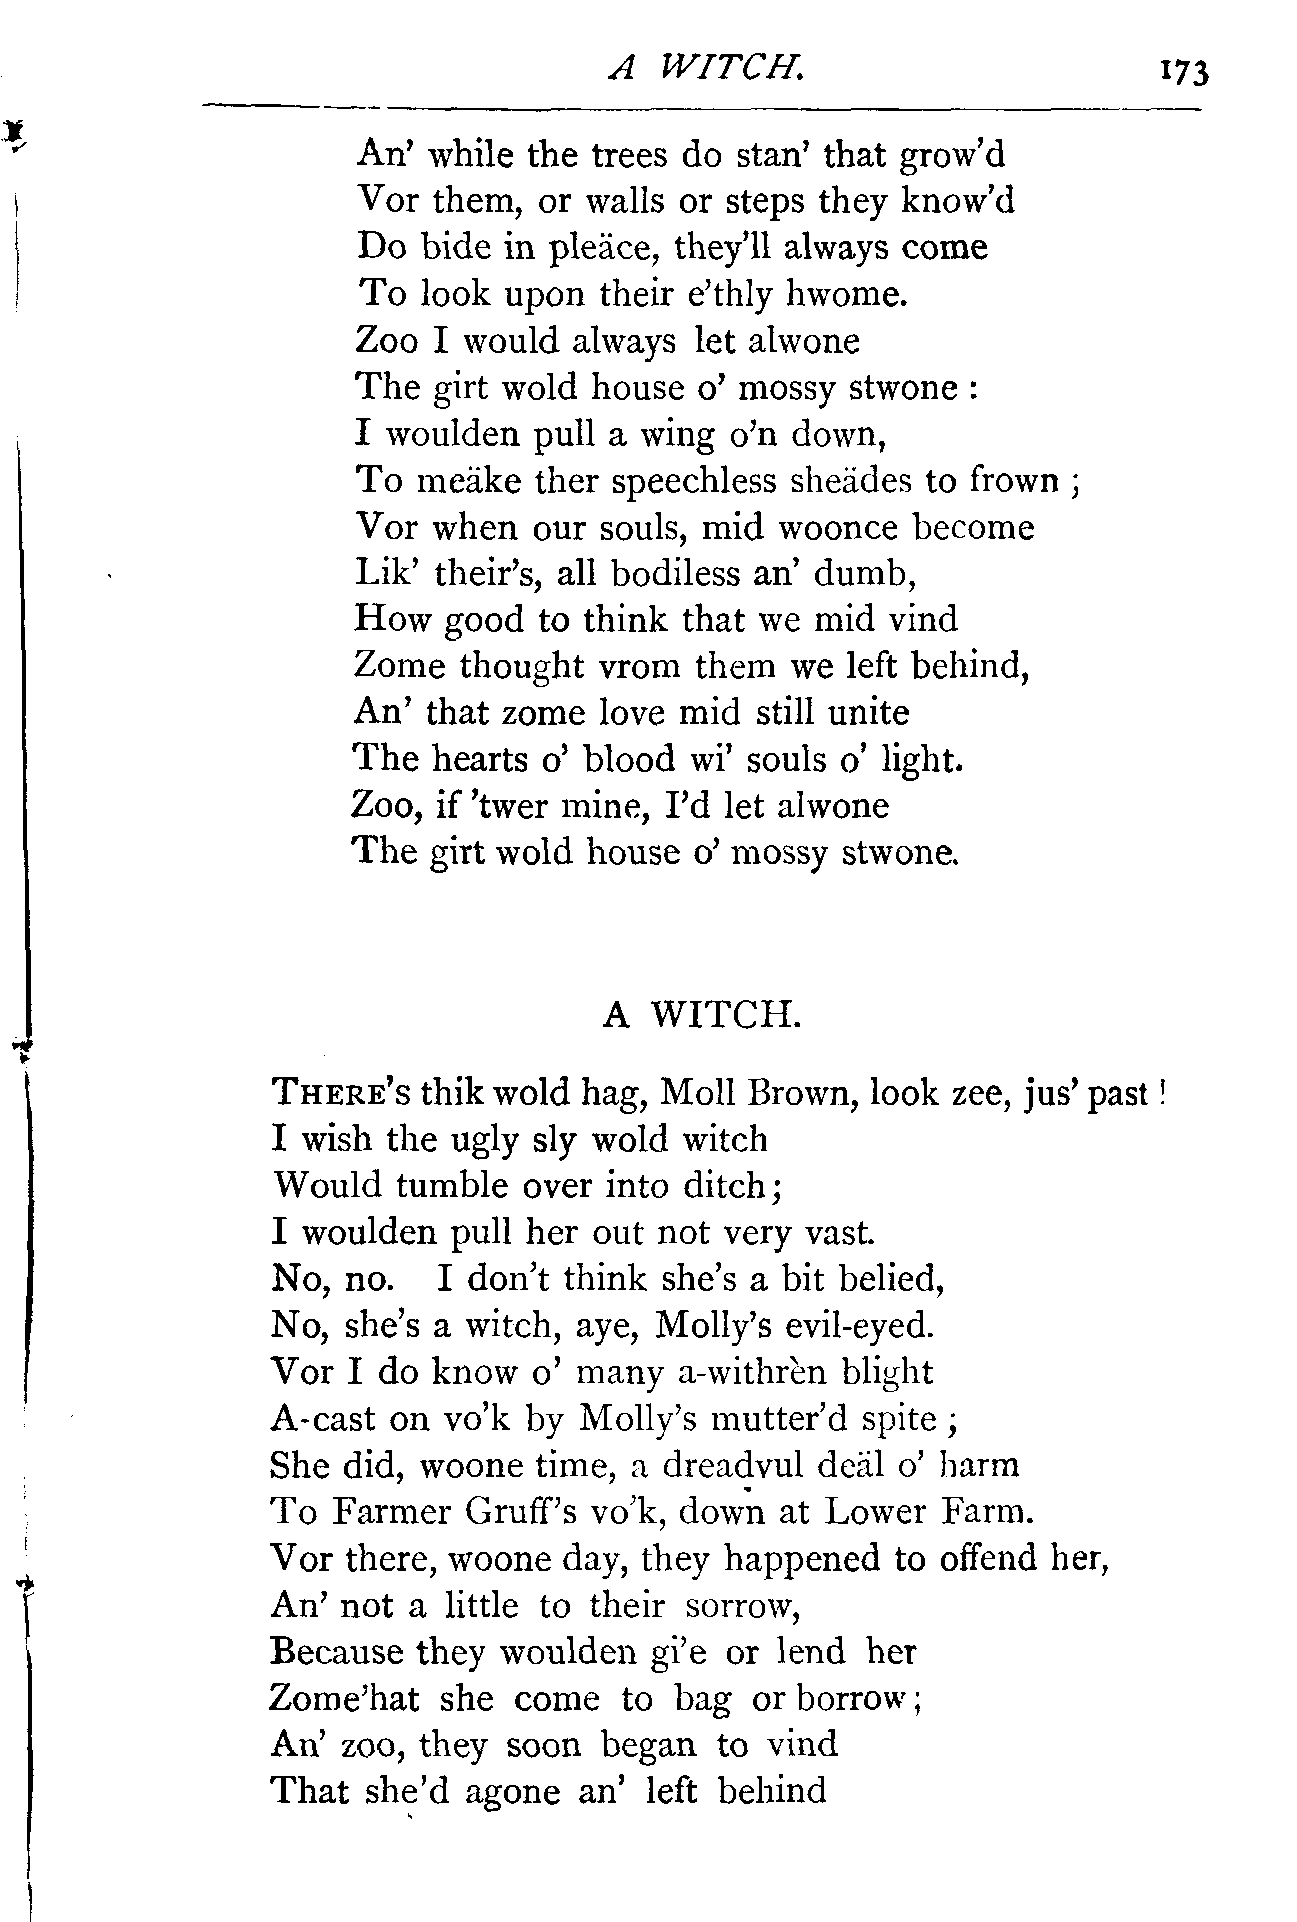 A WITCH. 173
An' while the trees do stan' that grow'd
Vor them, or walls or steps they know'd
Do bide in pleäce, they'll always come
To look upon their e'thly hwome.
Zoo I would always let alwone
The girt wold house o' mossy stwone :
I woulden pull a wing o'n down,
To meäke ther speechless sheädes to frown ;
Vor when our souls, mid woonce become
Lik' their's, all bodiless an' dumb,
How good to think that we mid vind
Zome thought vrom them we left behind,
An' that zome love mid still unite
The hearts o' blood wi' souls o' light.
Zoo, if 'twer mine, I'd let alwone
The girt wold house o' mossy stwone.
A WITCH.
THERE's thik wold hag, Moll Brown, look zee, jus' past !
I wish the ugly sly wold witch
Would tumble over into ditch;
I woulden pull her out not very vast.
No, no. I don't think she's a bit belied,
No, she's a witch, aye, Molly's evil-eyed.
Vor I do know o' many a-withrèn blight
A-cast on vo'k by Molly's mutter'd spite ;
She did, woone time, a dreadvul deäl o' harm
To Farmer Gruff's vo'k, down at Lower Farm.
Vor there, woone day, they happened to offend her,
An' not a little to their sorrow,
Because they woulden gi'e or lend her
Zome'hat she come to bag or borrow;
An' zoo, they soon began to vind
That she'd agone an' left behind